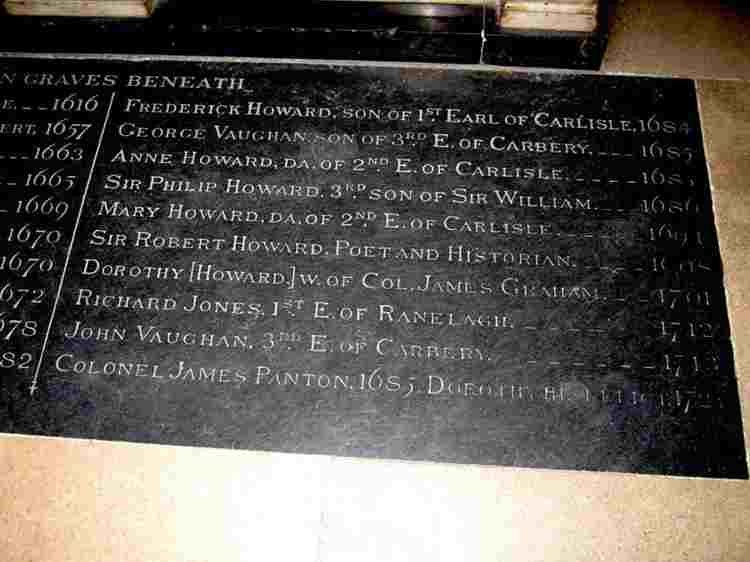 N GRAVES BENEATH
E. -- 1616 FREDERICK HOWARD, SON OF 1ST EARL OF CARLISLE, 1684
ERT, 1657 GEORGE VAUGHAN, SON OF 3RD E. OF CARBERY. --- 1685
--- 1663 ANNE HOWARD, DA. OF 2ND E. OF CARLISLE. ----
-- 1665 SIR PHILIP HOWARD, 3RD SON OF SIR WILLIAM. --- 1686
. 1669 MARY HOWARD, DA. OF 2ND E. OF CARLISLE. ----
1670 SIR ROBERT HOWARD, POET AND HISTORIAN. ---- 1698
1670 DOROTHY [HOWARD,] W. OF COL. JAMES GRAHAM. --- 1701
1672 RICHARD JONES, 1ST E. OF RANELAGH. ------ 1712
678 JOHN VAUGHAN, 3RD E. OF CARBERY. ------- 1713
82 COLONEL JAMES PANTON, 1685. DOROTHY